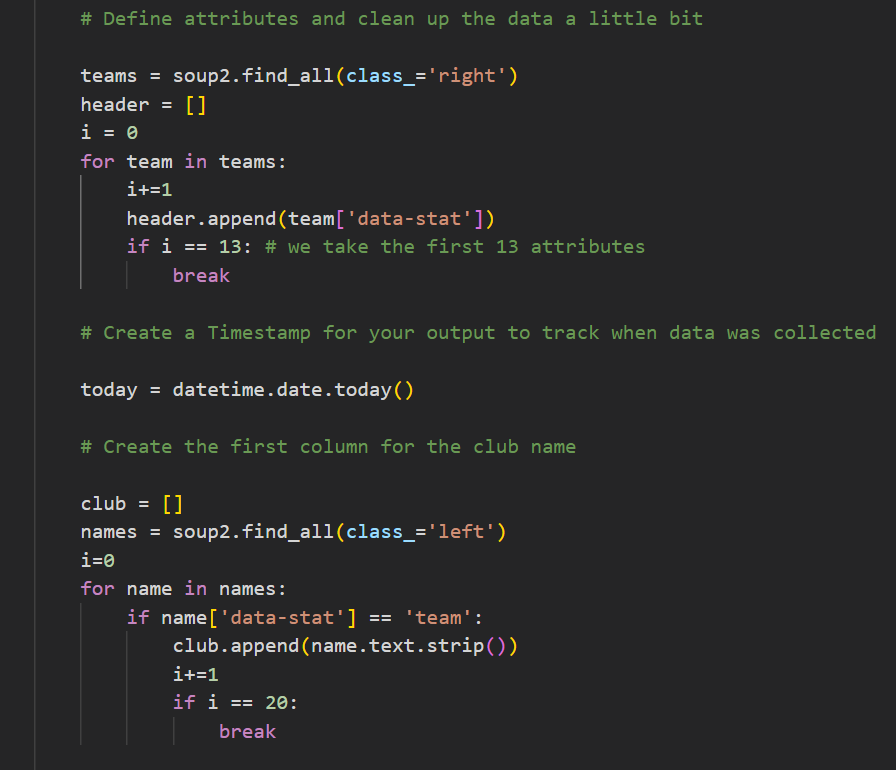 # Define attributes and clean up the data a little bit
teams = soup2.find_all(class_='right')
header = []
i = 0
for team in teams:
    i+=1
    header.append(team['data-stat'])
    if i == 13: # we take the first 13 attributes
        break
# Create a Timestamp for your output to track when data was collected
today = datetime.date.today()
# Create the first column for the club name
club = []
names = soup2.find_all(class_='left')
i=0
for name in names:
    if name['data-stat'] == 'team':
        club.append(name.text.strip())
        i+=1
        if i == 20:
            break